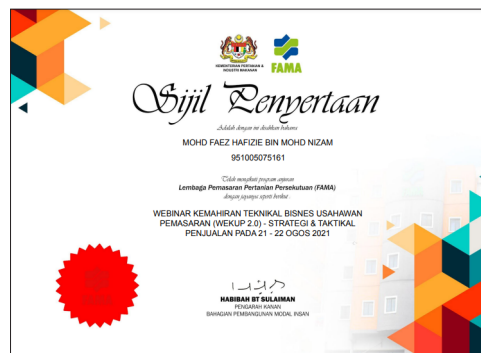 KEMENTERIAN PERTANIAN &
INDUSTRI MAKANAN
FAMA
Sijil Penyertaan
Adalah dengan ini disahkan bahawa
MOHD FAEZ HAFIZIE BIN MOHD NIZAM
951005075161
Telah mengikuti program anjuran
Lembaga Pemasaran Pertanian Persekutuan (FAMA)
dengan jayanya seperti berikut
WEBINAR KEMAHIRAN TEKNIKAL BISNES USAHAWAN
PEMASARAN (WEKUP 2.0) - STRATEGI & TAKTIKAL
PENJUALAN PADA 21 - 22 OGOS 2021
HABIBAH BT SULAIMAN
PENGARAH KANAN
BAHAGIAN PEMBANGUNAN MODAL INSAN